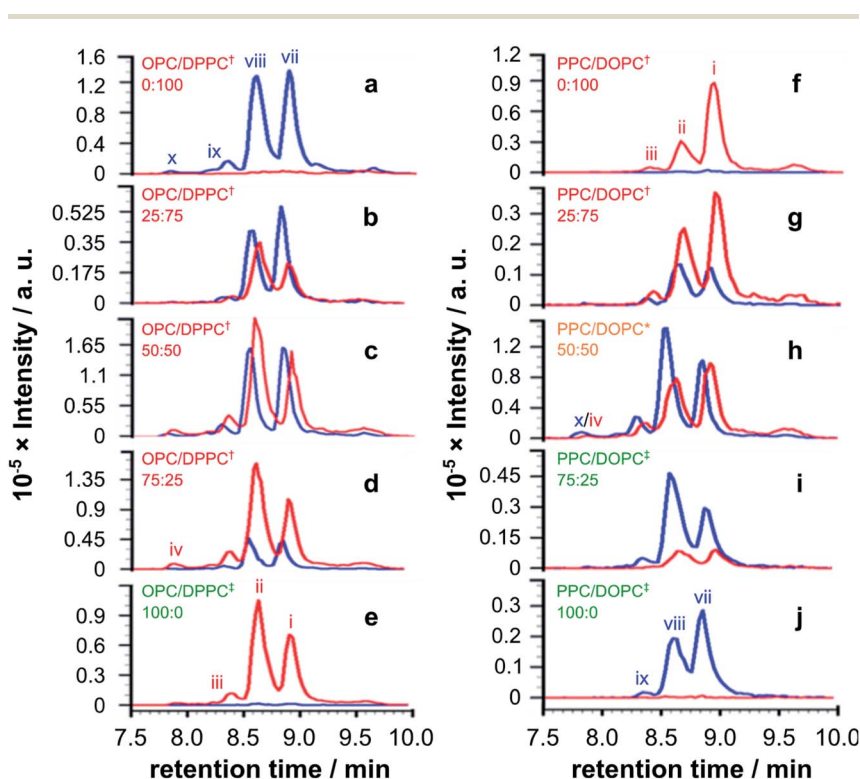 OPC/DPPC†
0:100
a
viii
vii
x
ix
1.6
1.2
0.8
0.4
0
OPC/DPPC†
25:75
b
0.525
0.35
0.175
0
OPC/DPPC†
50:50
c
1.65
1.1
0.55
0
OPC/DPPC†
75:25
d
iv
1.35
0.9
0.45
0
OPC/DPPC‡
100:0
e
ii
i
iii
0.9
0.6
0.3
0
7.5 8.0 8.5 9.0 9.5 10.0
retention time / min
10-5 × Intensity / a. u.
PPC/DOPC†
0:100
f
i
ii
iii
1.2
0.9
0.6
0.3
0
PPC/DOPC†
25:75
g
0.3
0.2
0.1
0
PPC/DOPC*
50:50
h
x/iv
1.2
0.8
0.4
0
PPC/DOPC‡
75:25
i
0.45
0.3
0.15
0
PPC/DOPC‡
100:0
j
viii
vii
ix
0.3
0.2
0.1
0
7.5 8.0 8.5 9.0 9.5 10.0
retention time / min
10-5 × Intensity / a. u.